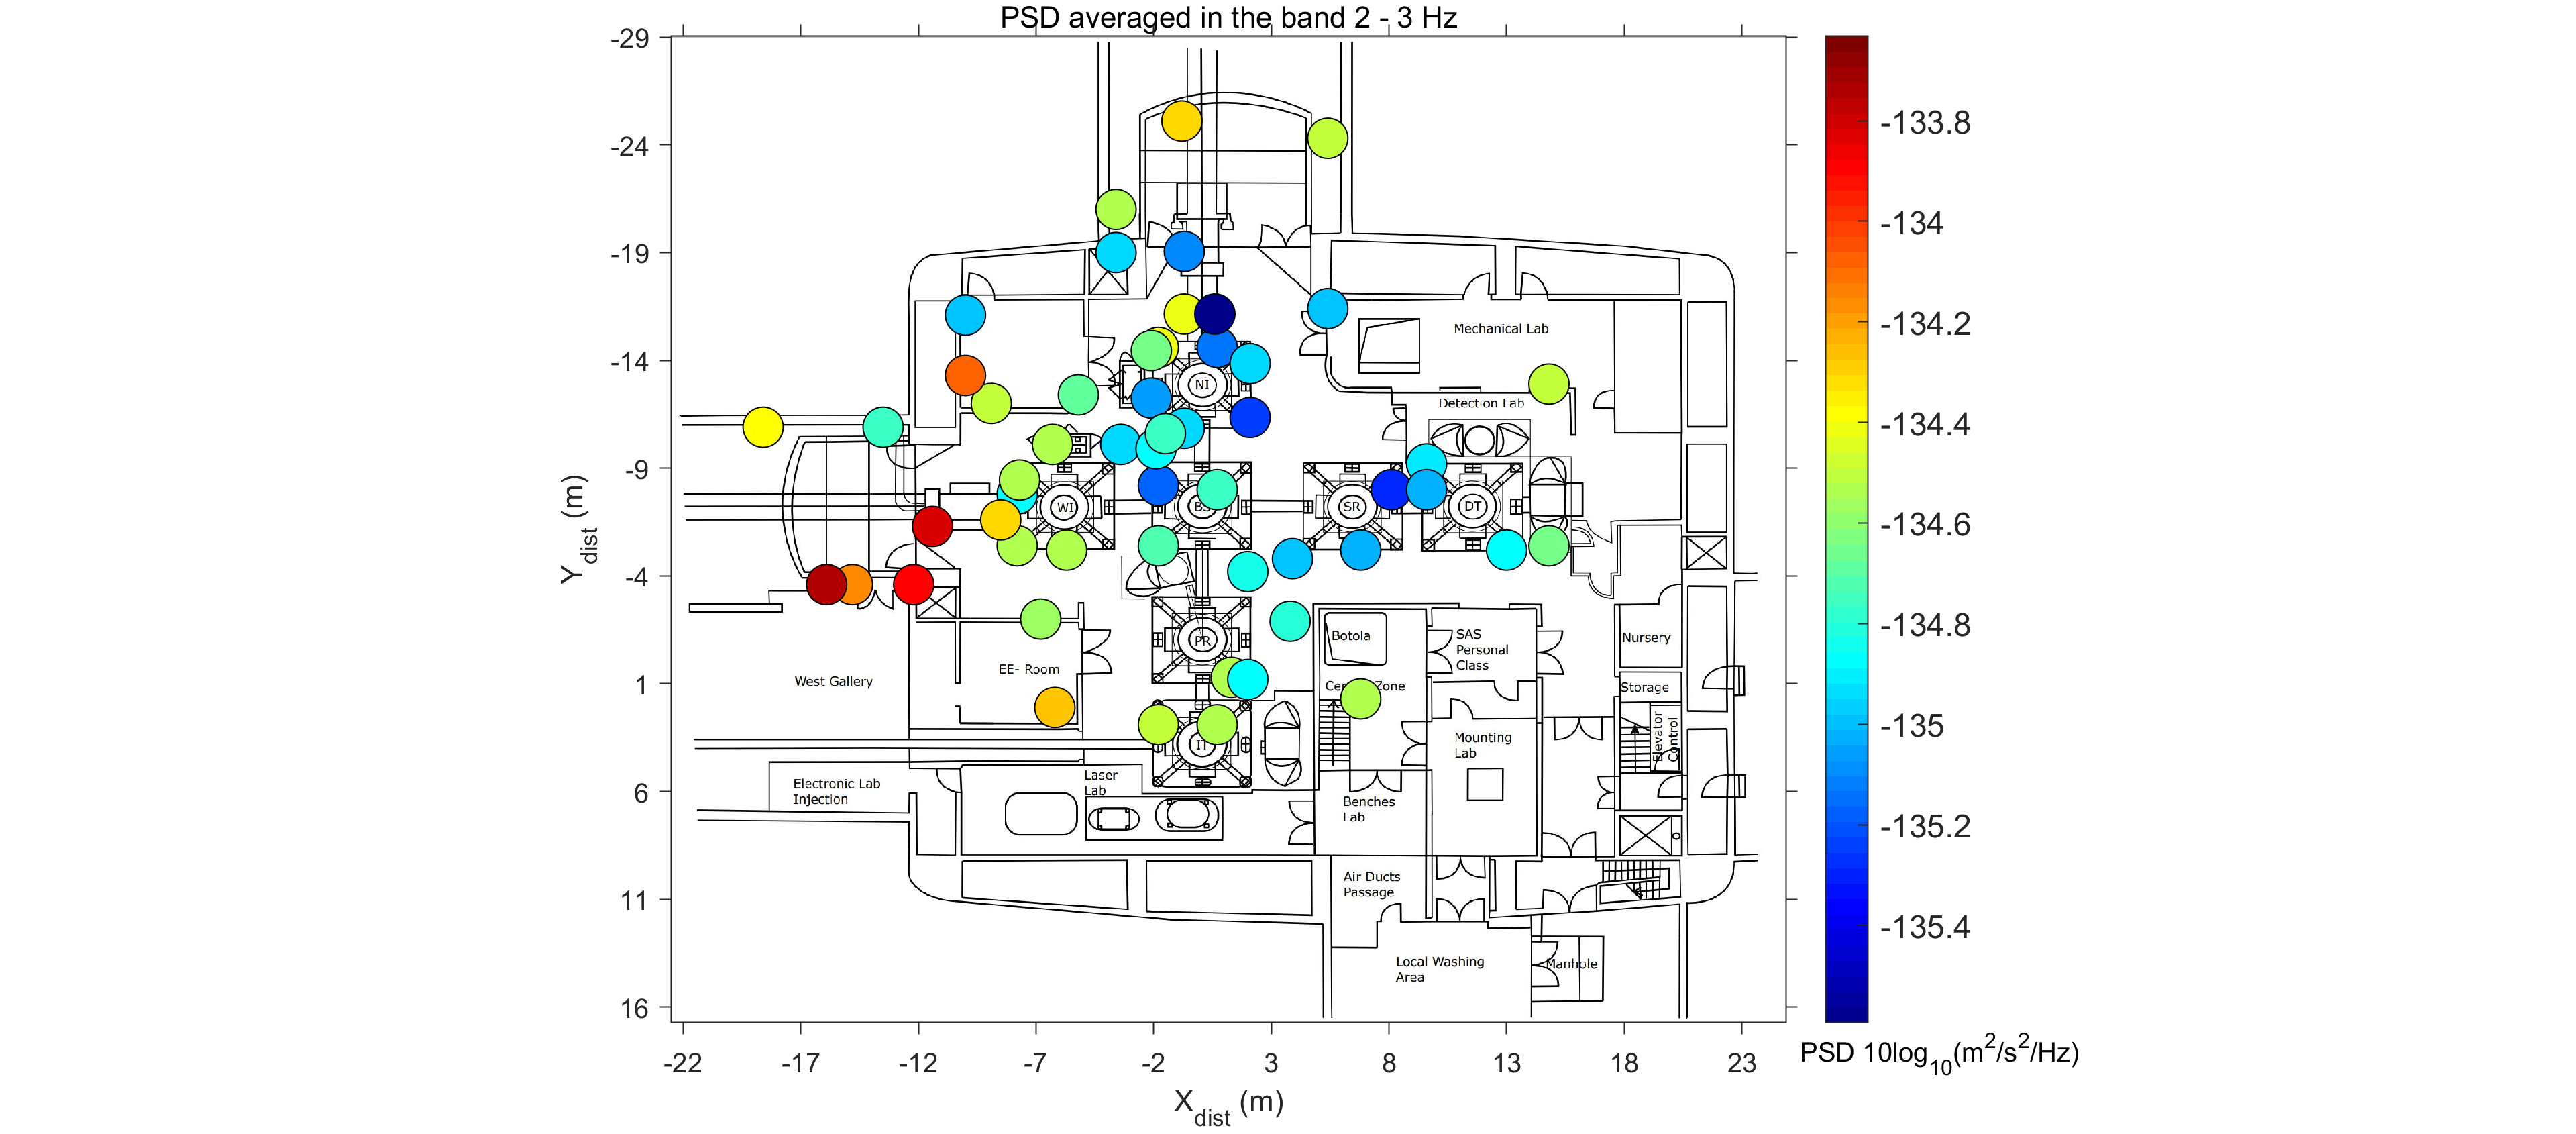 PSD averaged in the band 2 - 3 Hz
-29
-24
-19
-14
-9
-4
1
6
11
16
Y_dist (m)
-22 -17 -12 -7 -2 3 8 13 18 23
X_dist (m)
-133.8
-134
-134.2
-134.4
-134.6
-134.8
-135
-135.2
-135.4
PSD 10log_10(m^2/s^2/Hz)
Mechanical Lab
NI
Detection Lab
WI
SR
DT
PR
Botola
SAS
Personal
Class
Nursery
EE- Room
West Gallery
Zone
Storage
Elevator
Control
IT
Mounting
Lab
Electronic Lab
Injection
Laser
Lab
Benches
Lab
Air Ducts
Passage
Local Washing
Area
Manhole